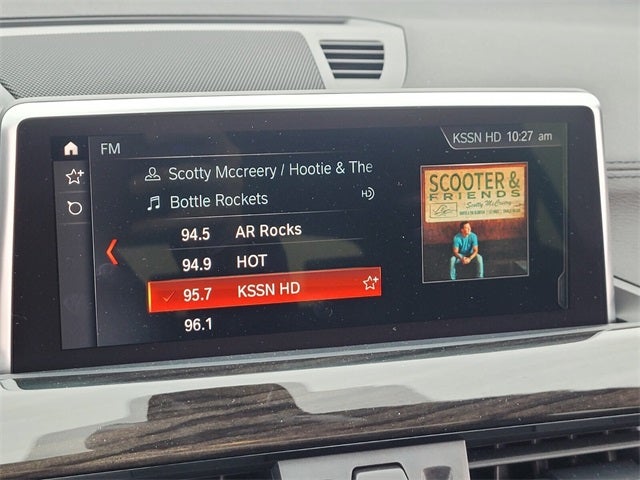 FM
KSSN HD 10:27 am
Scotty Mccreery / Hootie & The
Bottle Rockets
HD
94.5 AR Rocks
94.9 HOT
95.7 KSSN HD
96.1
SCOOTER &
FRIENDS
Scotty McCreery